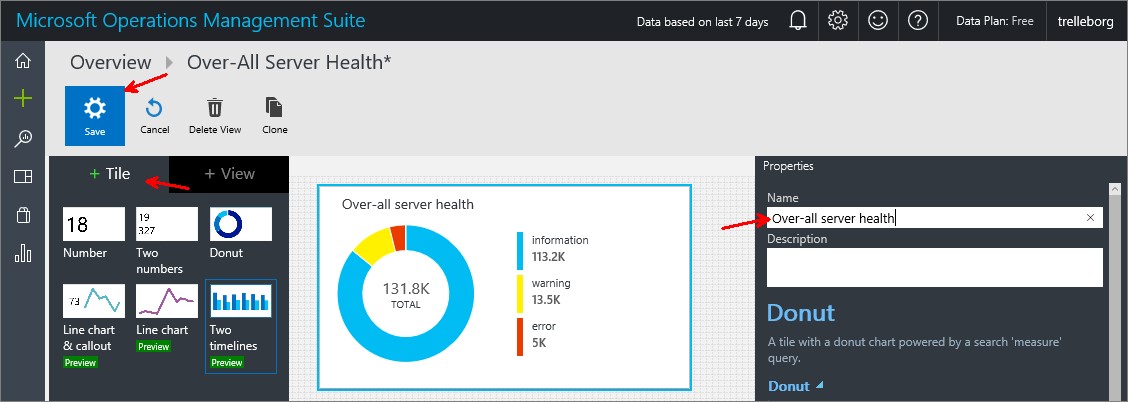 Microsoft Operations Management Suite
Data based on last 7 days
Data Plan: Free
trelleborg
Overview
Over-All Server Health*
Save
Cancel
Delete View
Clone
+ Tile
+ View
18
Number
19
327
Two
numbers
Donut
73
Line chart
& callout
Preview
Line chart
Preview
Two
timelines
Preview
Over-all server health
131.8K
TOTAL
information
113.2K
warning
13.5K
error
5K
Properties
Name
Over-all server health
Description
Donut
A tile with a donut chart powered by a search 'measure'
query.
Donut